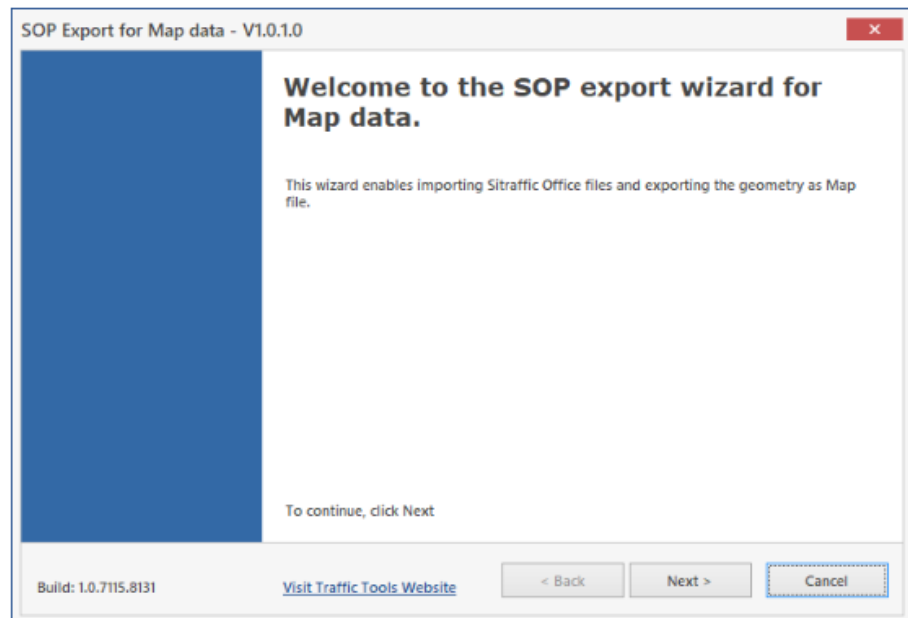 SOP Export for Map data - V1.0.1.0
Welcome to the SOP export wizard for
Map data.
This wizard enables importing Sitraffic Office files and exporting the geometry as Map
file.
To continue, click Next
Build: 1.0.7115.8131
Visit Traffic Tools Website
< Back
Next >
Cancel